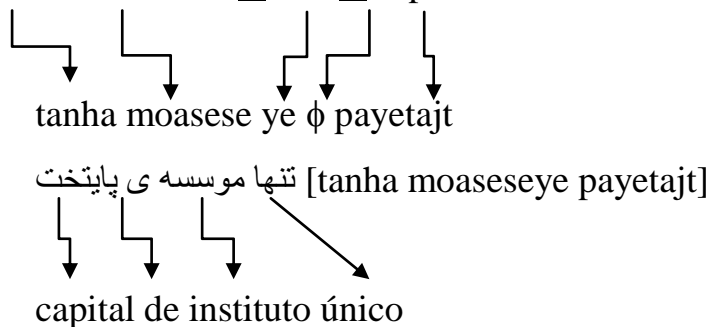 tanha moasese ye ϕ payetajt
تنها موسسه ی پایتخت [tanha moaseseye payetajt]
capital de instituto único